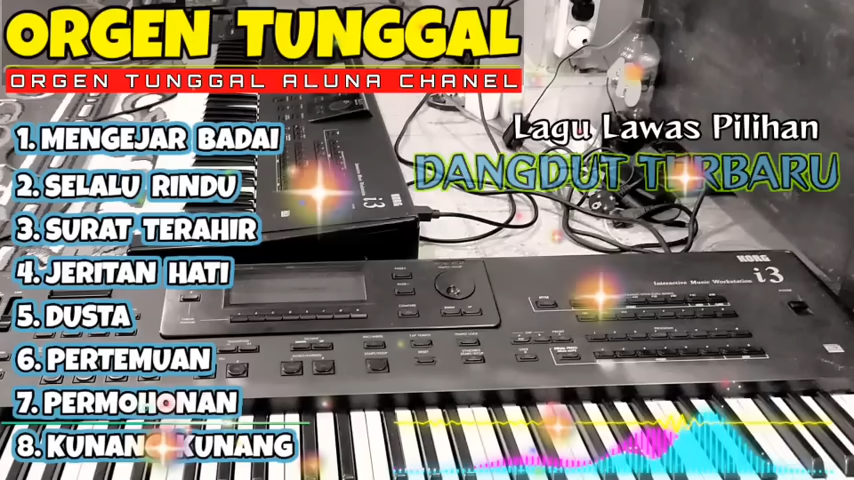 ORGEN TUNGGAL
ORGEN TUNGGAL ALUNA CHANEL
Lagu Lawas Pilihan
DANGDUT TERBARU
1. MENGEJAR BADAI
2. SELALU RINDU
3. SURAT TERAHIR
4. JERITAN HATI
5. DUSTA
6. PERTEMUAN
7. PERMOHONAN
8. KUNANG KUNANG
KORG
i3
KORG
Interactive Music Workstation i3